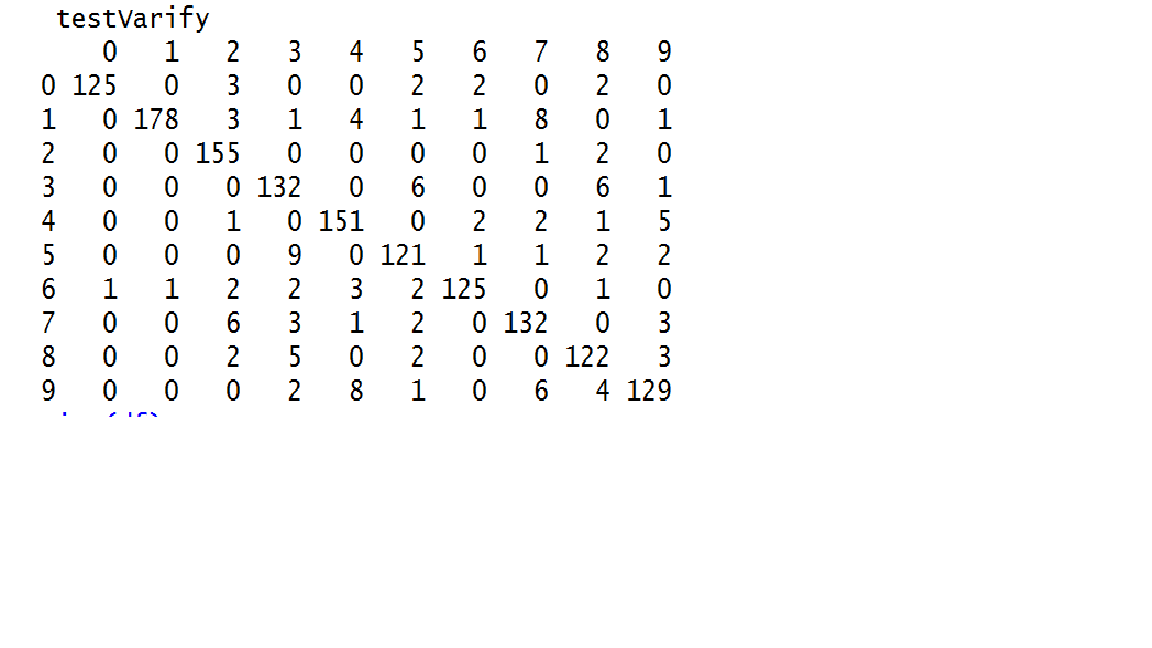 testVarify
0 1 2 3 4 5 6 7 8 9
0 125 0 3 0 0 2 2 0 2 0
1 0 178 3 1 4 1 1 8 0 1
2 0 0 155 0 0 0 0 1 2 0
3 0 0 0 132 0 6 0 0 6 1
4 0 0 1 0 151 0 2 2 1 5
5 0 0 0 9 0 121 1 1 2 2
6 1 1 2 2 3 2 125 0 1 0
7 0 0 6 3 1 2 0 132 0 3
8 0 0 2 5 0 2 0 0 122 3
9 0 0 0 2 8 1 0 6 4 129